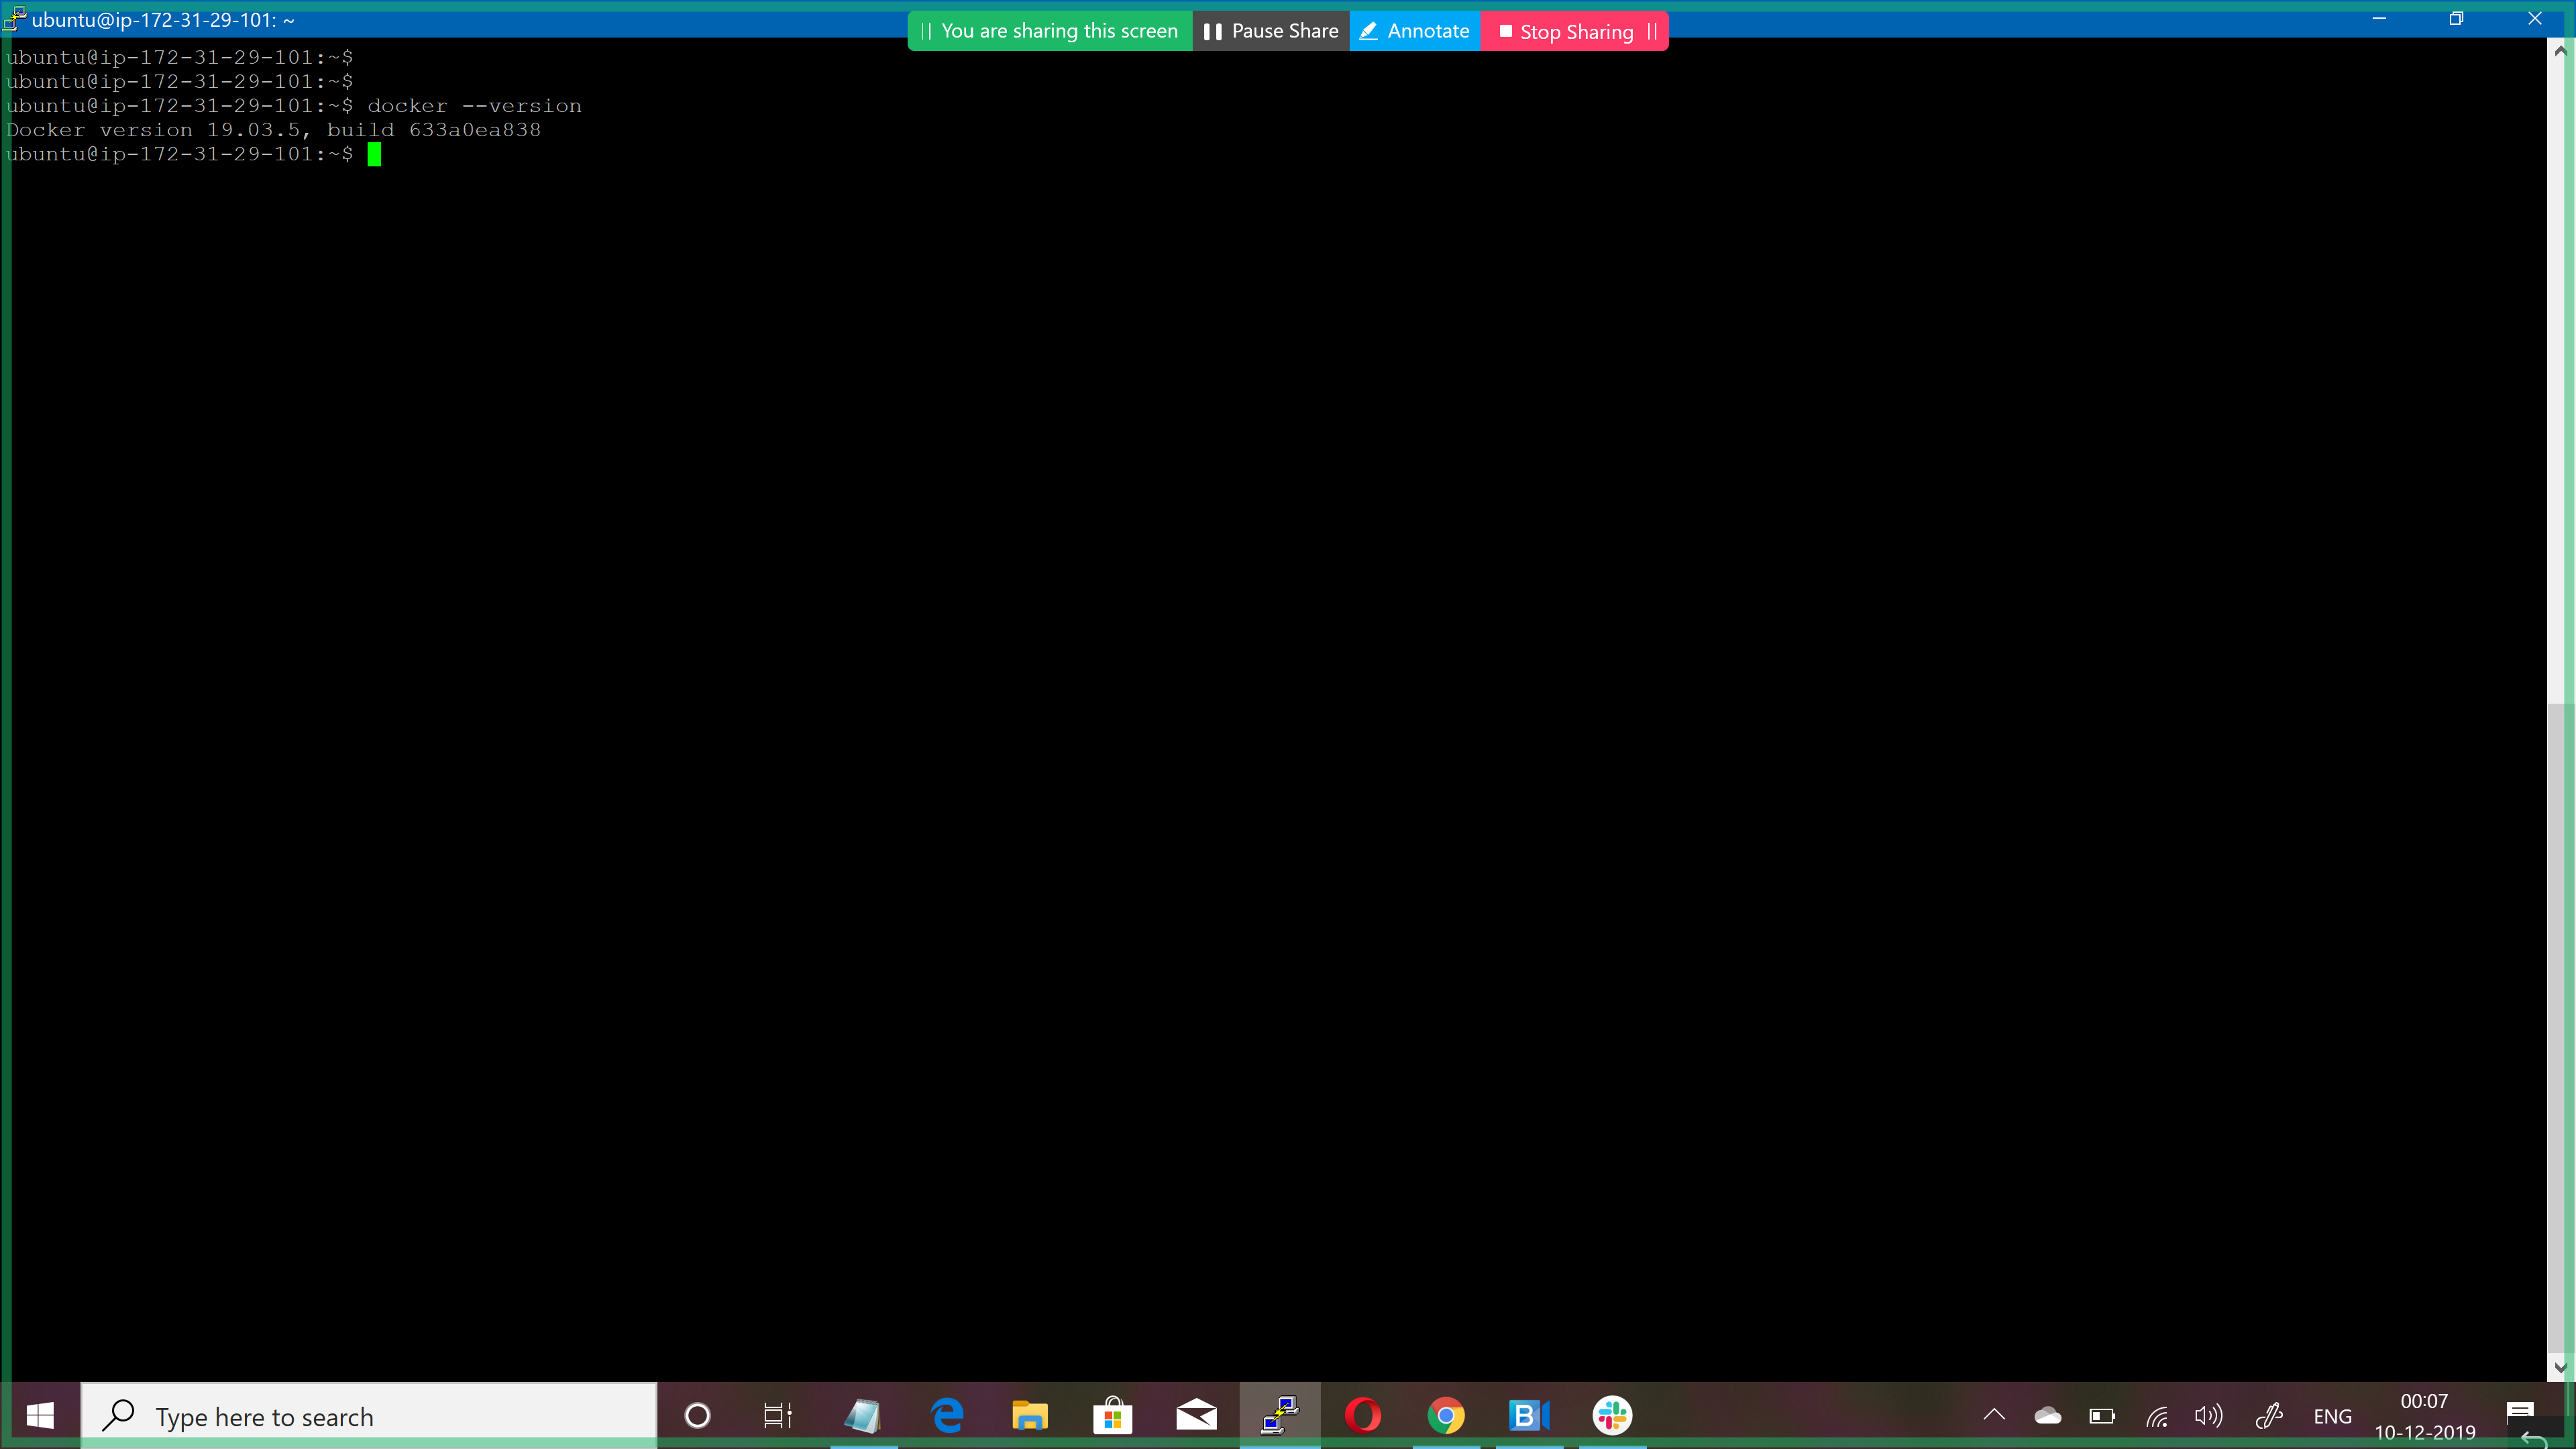 ubuntu@ip-172-31-29-101: ~
You are sharing this screen
Pause Share
Annotate
Stop Sharing
ubuntu@ip-172-31-29-101:~$
ubuntu@ip-172-31-29-101:~$
ubuntu@ip-172-31-29-101:~$ docker --version
Docker version 19.03.5, build 633a0ea838
ubuntu@ip-172-31-29-101:~$
Type here to search
ENG
00:07
10-12-2019